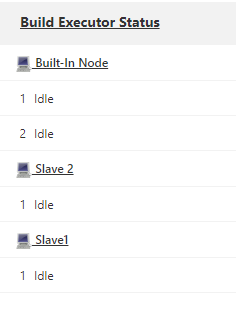 Build Executor Status
Built-In Node
1 Idle
2 Idle
Slave 2
1 Idle
Slave1
1 Idle